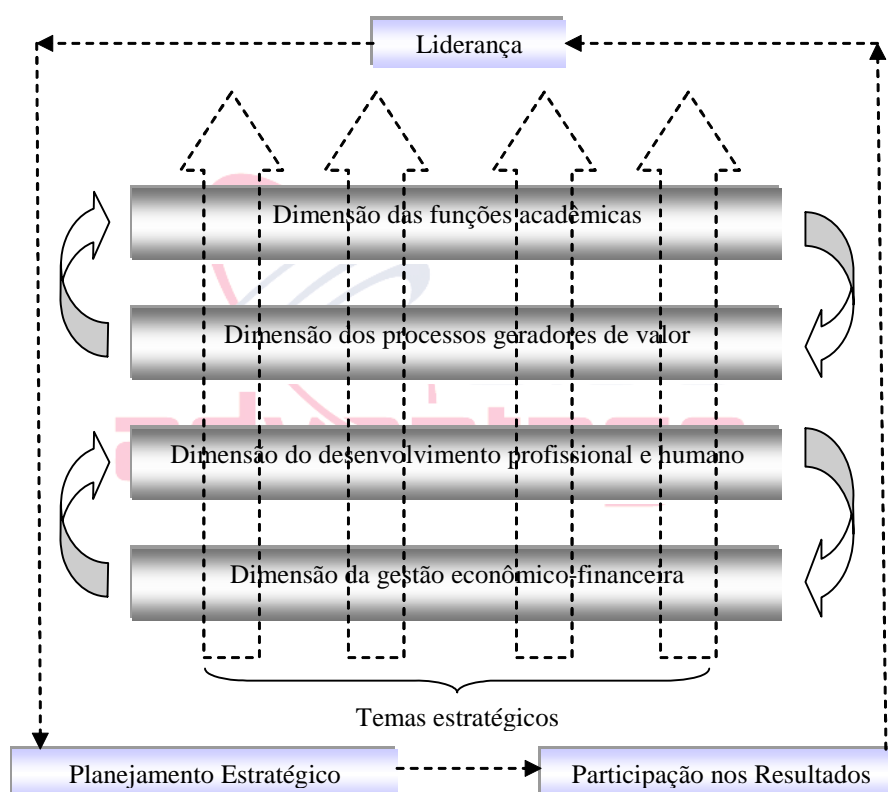 Liderança
Dimensão das funções acadêmicas
Dimensão dos processos geradores de valor
Dimensão do desenvolvimento profissional e humano
Dimensão da gestão econômico-financeira
Temas estratégicos
Planejamento Estratégico
Participação nos Resultados